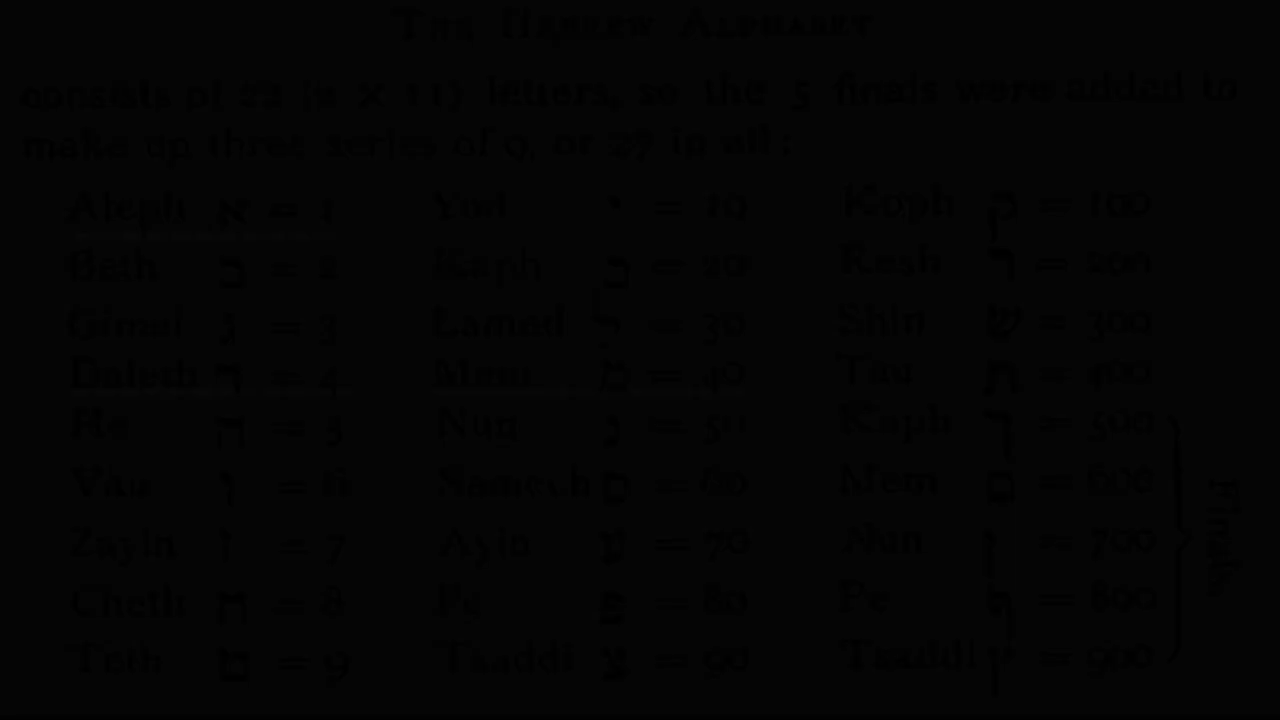 THE HEBREW ALPHABET
consists of 22 (2 × 11) letters, so the 5 finals were added to
make up three series of 9, or 27 in all:
Aleph א = 1 Yod י = 10 Koph ק = 100
Beth ב = 2 Kaph כ = 20 Resh ר = 200
Gimel ג = 3 Lamed ל = 30 Shin ש = 300
Daleth ד = 4 Mem מ = 40 Tau ת = 400
He ה = 5 Nun נ = 50 Kaph ך = 500
Vau ו = 6 Samech ס = 60 Mem ם = 600
Zayin ז = 7 Ayin ע = 70 Nun ן = 700
Cheth ח = 8 Pe פ = 80 Pe ף = 800
Teth ט = 9 Tsaddi צ = 90 Tsaddi ץ = 900
Finals